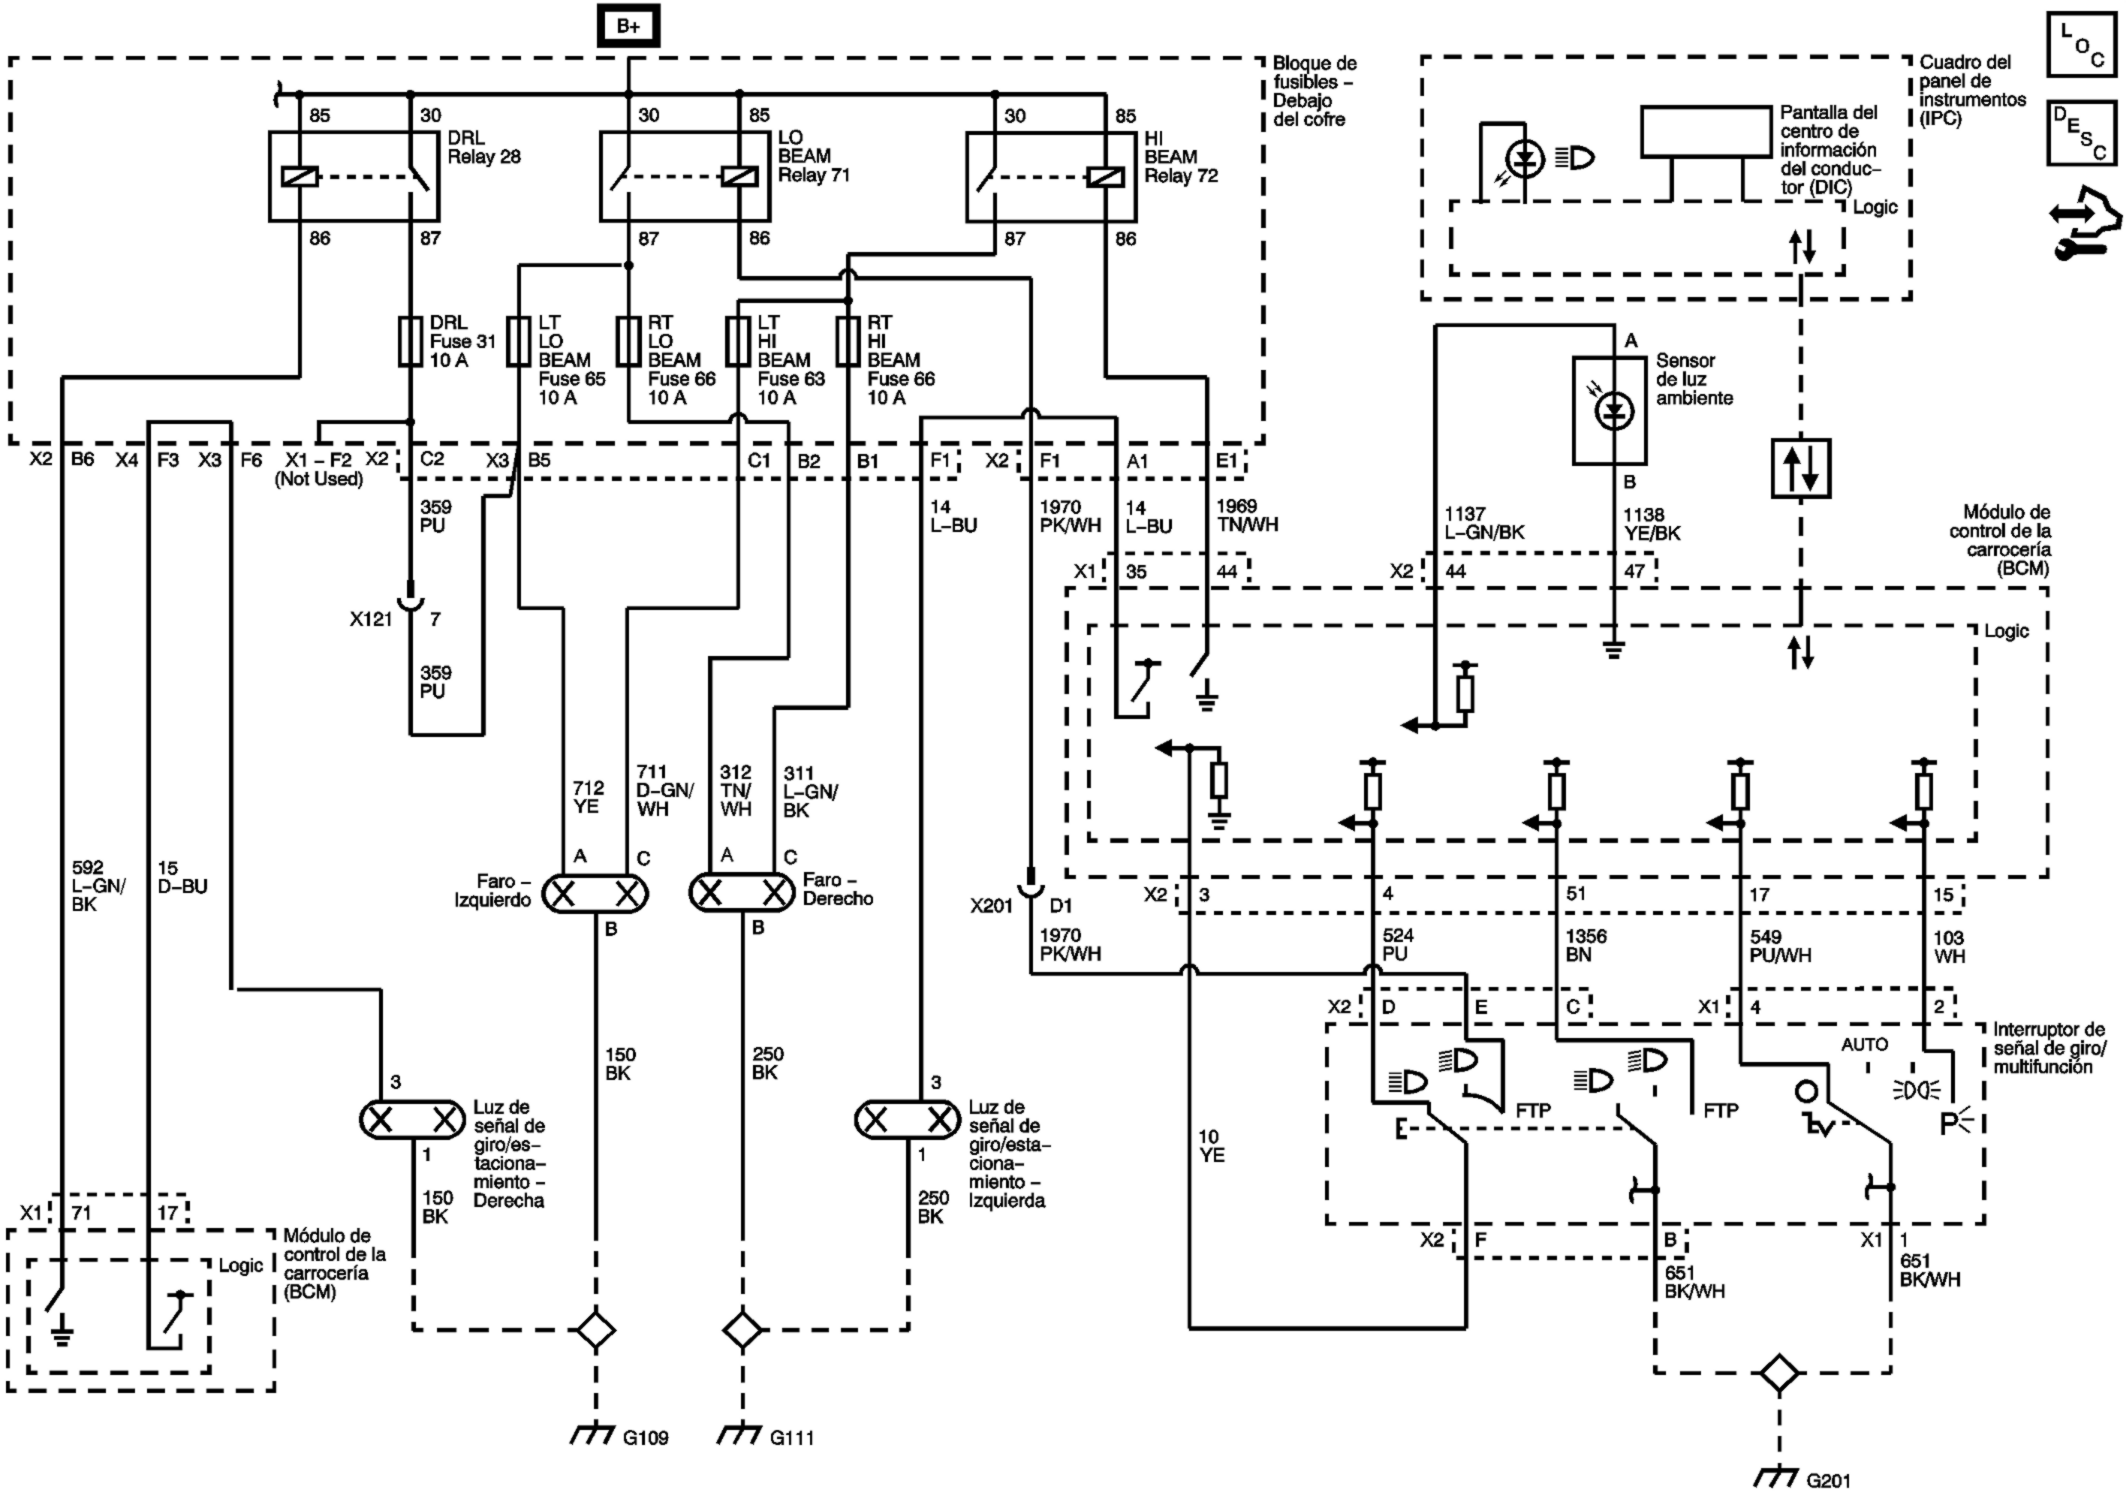 B+
Bloque de
fusibles –
Debajo
del cofre
85
30
DRL
Relay 28
86
87
30
85
LO
BEAM
Relay 71
87
86
30
85
HI
BEAM
Relay 72
87
86
DRL
Fuse 31
10 A
LT
LO
BEAM
Fuse 65
10 A
RT
LO
BEAM
Fuse 66
10 A
LT
HI
BEAM
Fuse 63
10 A
RT
HI
BEAM
Fuse 66
10 A
Cuadro del
panel de
instrumentos
(IPC)
Pantalla del
centro de
información
del conduc–
tor (DIC)
Logic
L
O
C
D
E
S
C
A
Sensor
de luz
ambiente
B
X2
B6
X4
F3
X3
F6
X1 – F2
(Not Used)
X2
C2
X3
B5
C1
B2
B1
F1
X2
F1
A1
E1
359
PU
14
L–BU
1970
PK/WH
14
L–BU
1969
TN/WH
1137
L–GN/BK
1138
YE/BK
Módulo de
control de la
carrocería
(BCM)
X1
35
44
X2
44
47
X121
7
Logic
359
PU
712
YE
711
D–GN/
WH
312
TN/
WH
311
L–GN/
BK
592
L–GN/
BK
15
D–BU
A
C
Faro –
Izquierdo
B
A
C
Faro –
Derecho
B
X201
D1
X2
3
4
51
17
15
1970
PK/WH
524
PU
1356
BN
549
PU/WH
103
WH
X2
D
E
C
X1
4
2
Interruptor de
señal de giro/
multifunción
AUTO
FTP
FTP
P
150
BK
250
BK
3
Luz de
señal de
giro/es–
taciona–
miento –
Derecha
1
150
BK
3
Luz de
señal de
giro/esta–
ciona–
miento –
Izquierda
1
250
BK
10
YE
X1
71
17
Módulo de
control de la
carrocería
(BCM)
Logic
X2
F
B
X1
1
651
BK/WH
651
BK/WH
G109
G111
G201